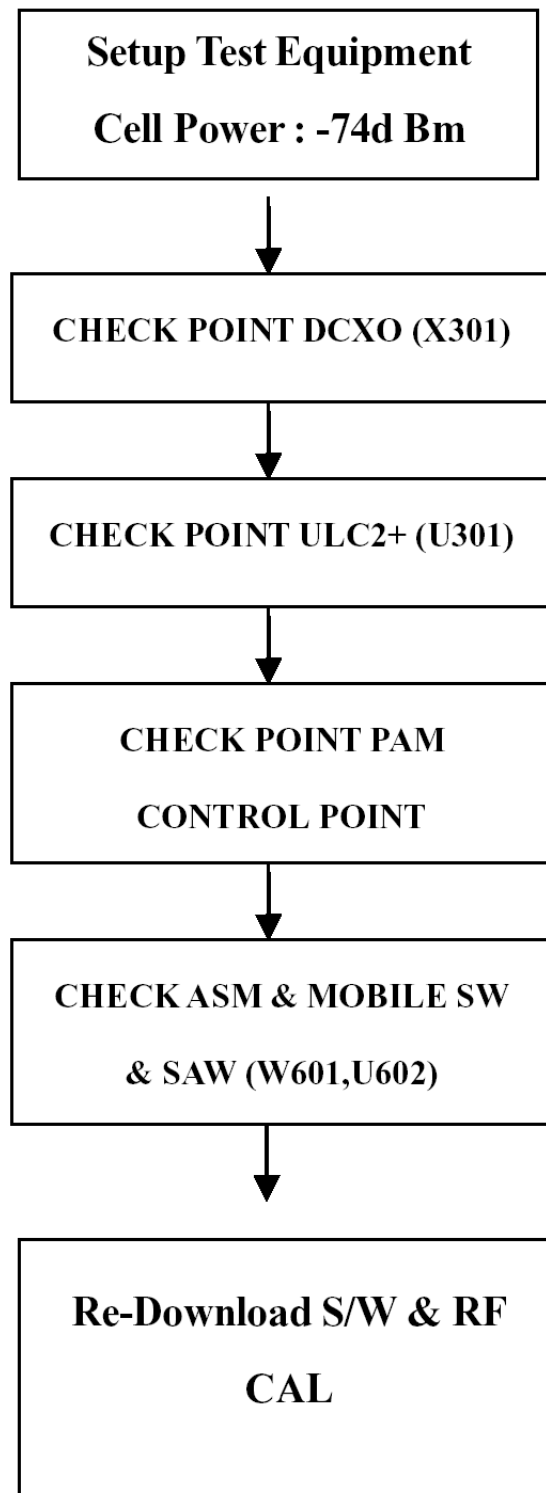 Setup Test Equipment
Cell Power : -74d Bm
CHECK POINT DCXO (X301)
CHECK POINT ULC2+ (U301)
CHECK POINT PAM
CONTROL POINT
CHECK ASM & MOBILE SW
& SAW (W601,U602)
Re-Download S/W & RF
CAL